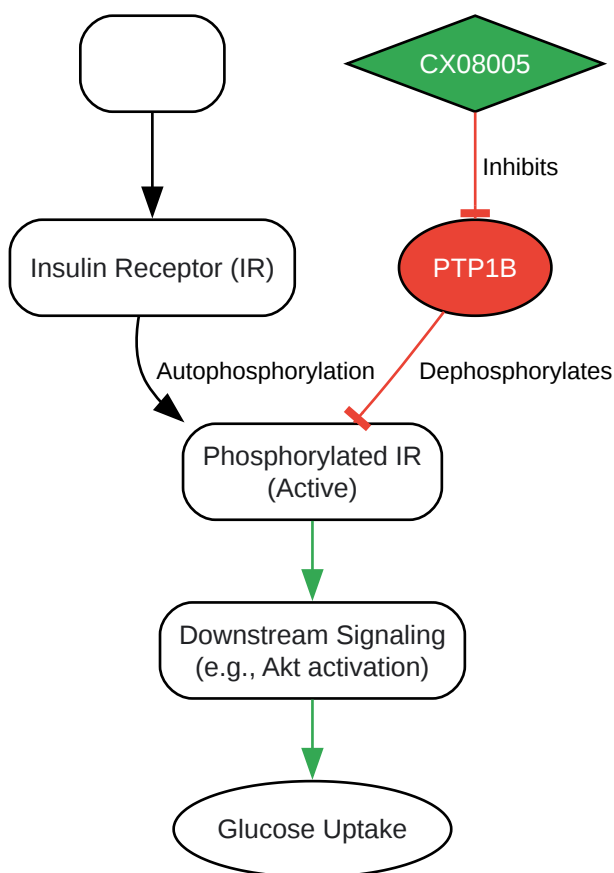 CX08005
Inhibits
Insulin Receptor (IR)
PTP1B
Autophosphorylation
Dephosphorylates
Phosphorylated IR
(Active)
Downstream Signaling
(e.g., Akt activation)
Glucose Uptake